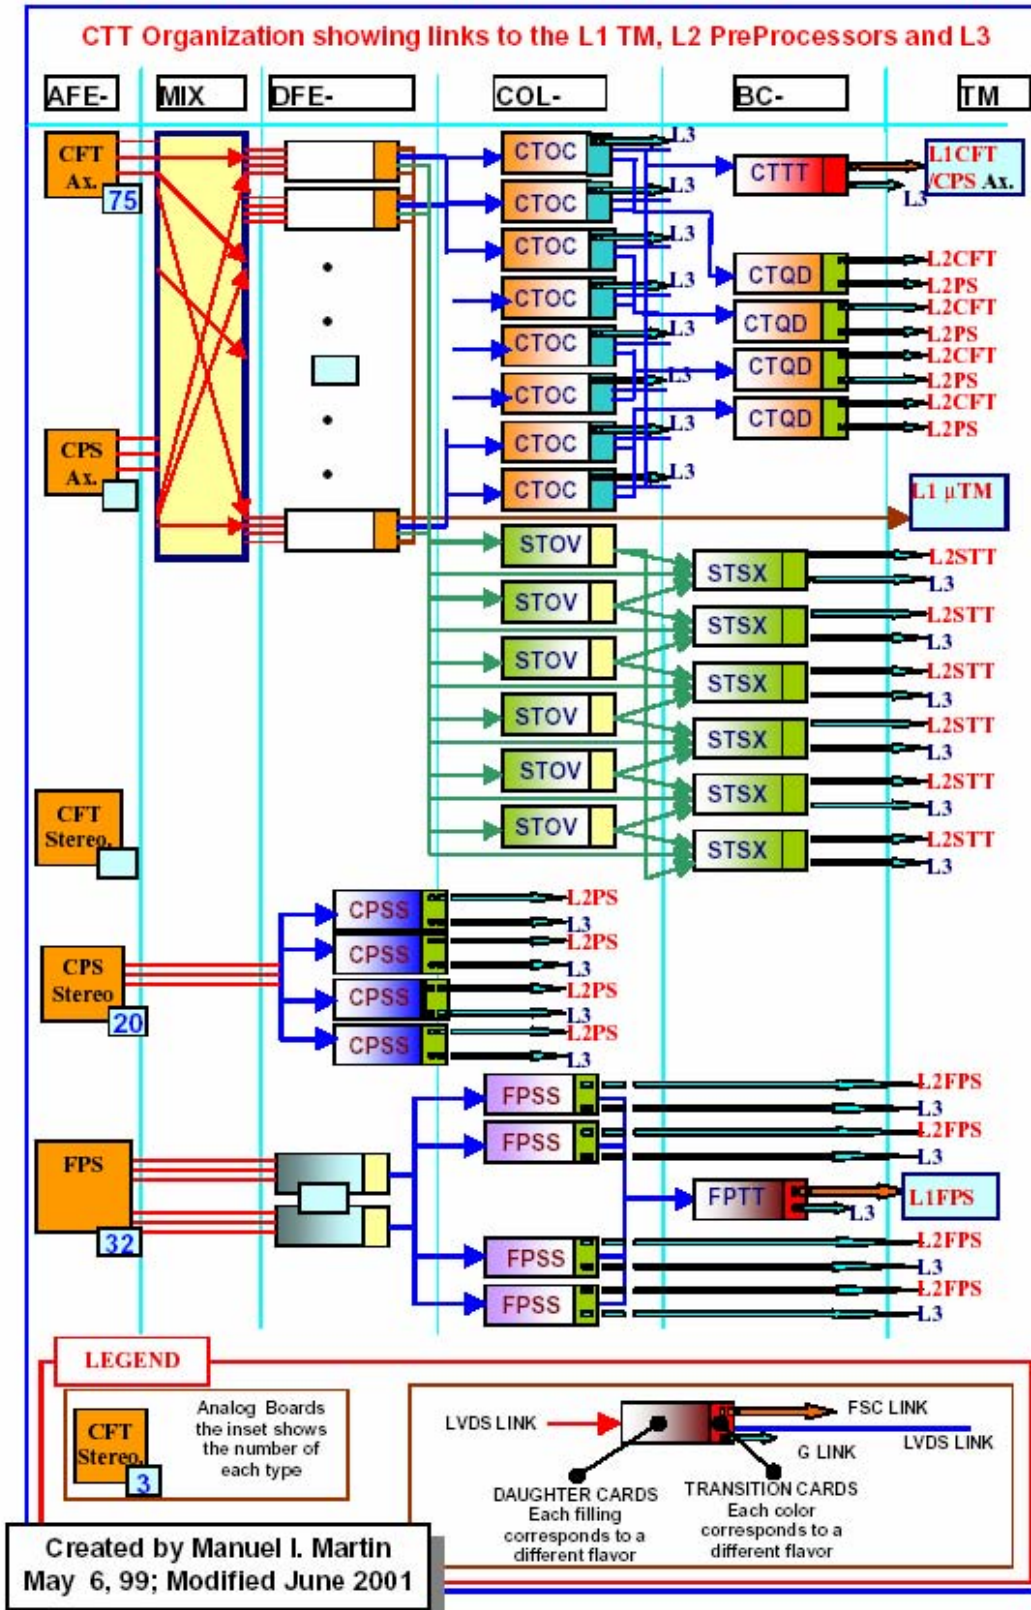 CTT Organization showing links to the L1 TM, L2 PreProcessors and L3
AFE- MIX DFE- COL- BC- TM
CFT
Ax.
75
CPS
Ax.
CTOC L3
CTOC L3
CTOC L3
CTOC L3
CTOC L3
CTOC L3
CTOC L3
CTOC L3
CTTT
L3
L1CFT
/CPS Ax.
CTQD
L2CFT
L2PS
CTQD
L2CFT
L2PS
CTQD
L2CFT
L2PS
CTQD
L2CFT
L2PS
L1 µTM
STOV
STOV
STOV
STOV
STOV
STOV
STSX
L2STT
L3
STSX
L2STT
L3
STSX
L2STT
L3
STSX
L2STT
L3
STSX
L2STT
L3
STSX
L2STT
L3
CFT
Stereo.
CPS
Stereo
20
CPSS
L2PS
L3
CPSS
L2PS
L3
CPSS
L2PS
L3
CPSS
L2PS
L3
FPS
32
FPSS
L2FPS
L3
FPSS
L2FPS
L3
FPTT
L3
L1FPS
FPSS
L2FPS
L3
FPSS
L2FPS
L3
LEGEND
CFT
Stereo.
3
Analog Boards
the inset shows
the number of
each type
LVDS LINK
FSC LINK
LVDS LINK
G LINK
DAUGHTER CARDS
Each filling
corresponds to a
different flavor
TRANSITION CARDS
Each color
corresponds to a
different flavor
Created by Manuel I. Martin
May 6, 99; Modified June 2001